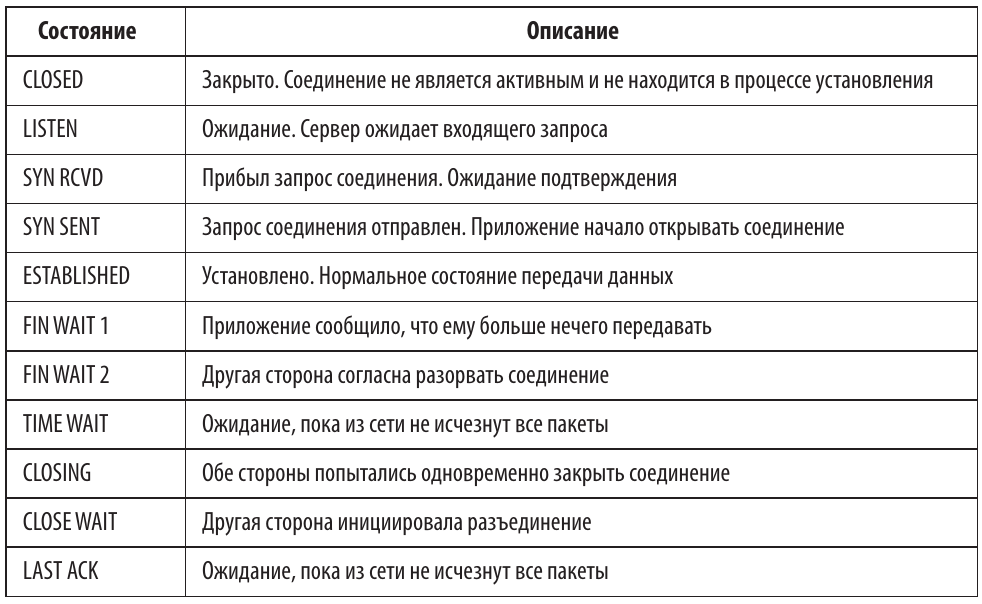 Состояние Описание
CLOSED Закрыто. Соединение не является активным и не находится в процессе установления
LISTEN Ожидание. Сервер ожидает входящего запроса
SYN RCVD Прибыл запрос соединения. Ожидание подтверждения
SYN SENT Запрос соединения отправлен. Приложение начало открывать соединение
ESTABLISHED Установлено. Нормальное состояние передачи данных
FIN WAIT 1 Приложение сообщило, что ему больше нечего передавать
FIN WAIT 2 Другая сторона согласна разорвать соединение
TIME WAIT Ожидание, пока из сети не исчезнут все пакеты
CLOSING Обе стороны попытались одновременно закрыть соединение
CLOSE WAIT Другая сторона инициировала разъединение
LAST ACK Ожидание, пока из сети не исчезнут все пакеты